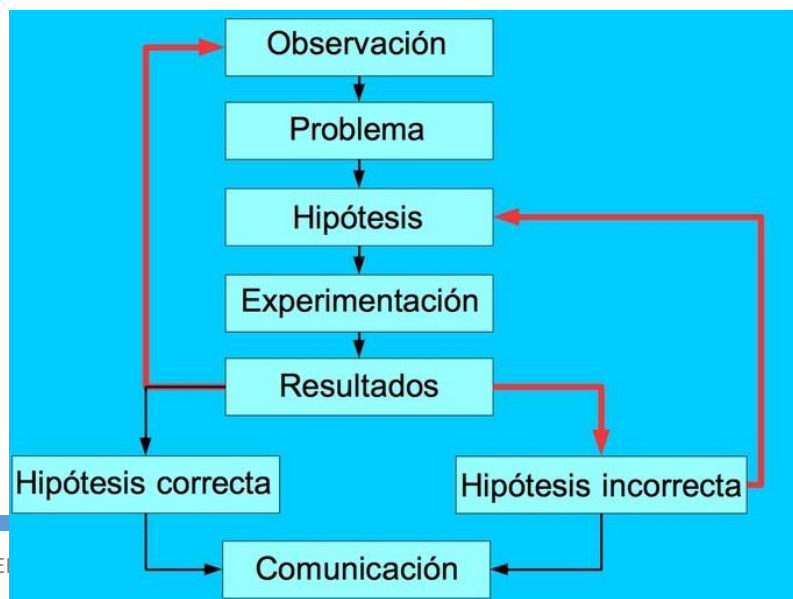 Observación
Problema
Hipótesis
Experimentación
Resultados
Hipótesis correcta
Hipótesis incorrecta
Comunicación